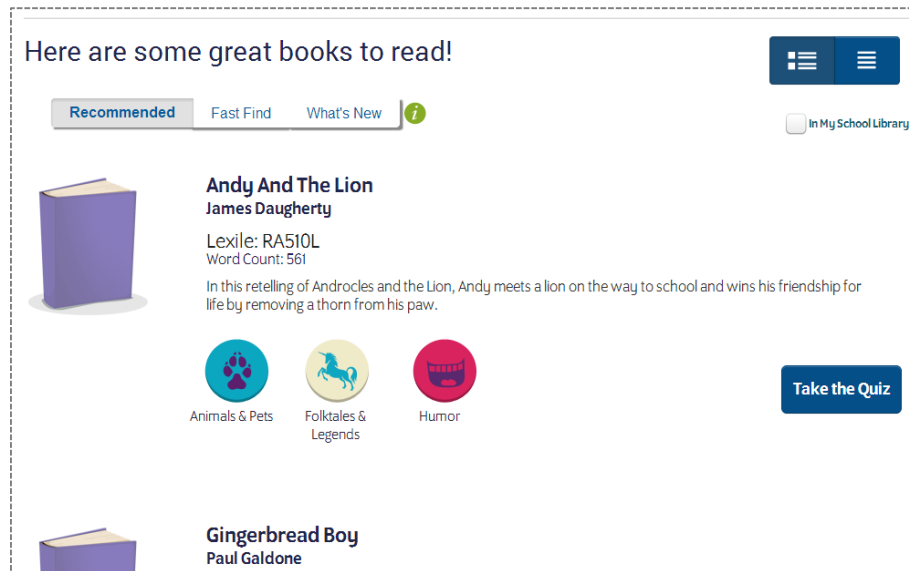 Here are some great books to read!
Recommended
Fast Find
What's New
i
In My School Library
Andy And The Lion
James Daugherty
Lexile: RA510L
Word Count: 561
In this retelling of Androcles and the Lion, Andy meets a lion on the way to school and wins his friendship for
life by removing a thorn from his paw.
Animals & Pets
Folktales &
Legends
Humor
Take the Quiz
Gingerbread Boy
Paul Galdone